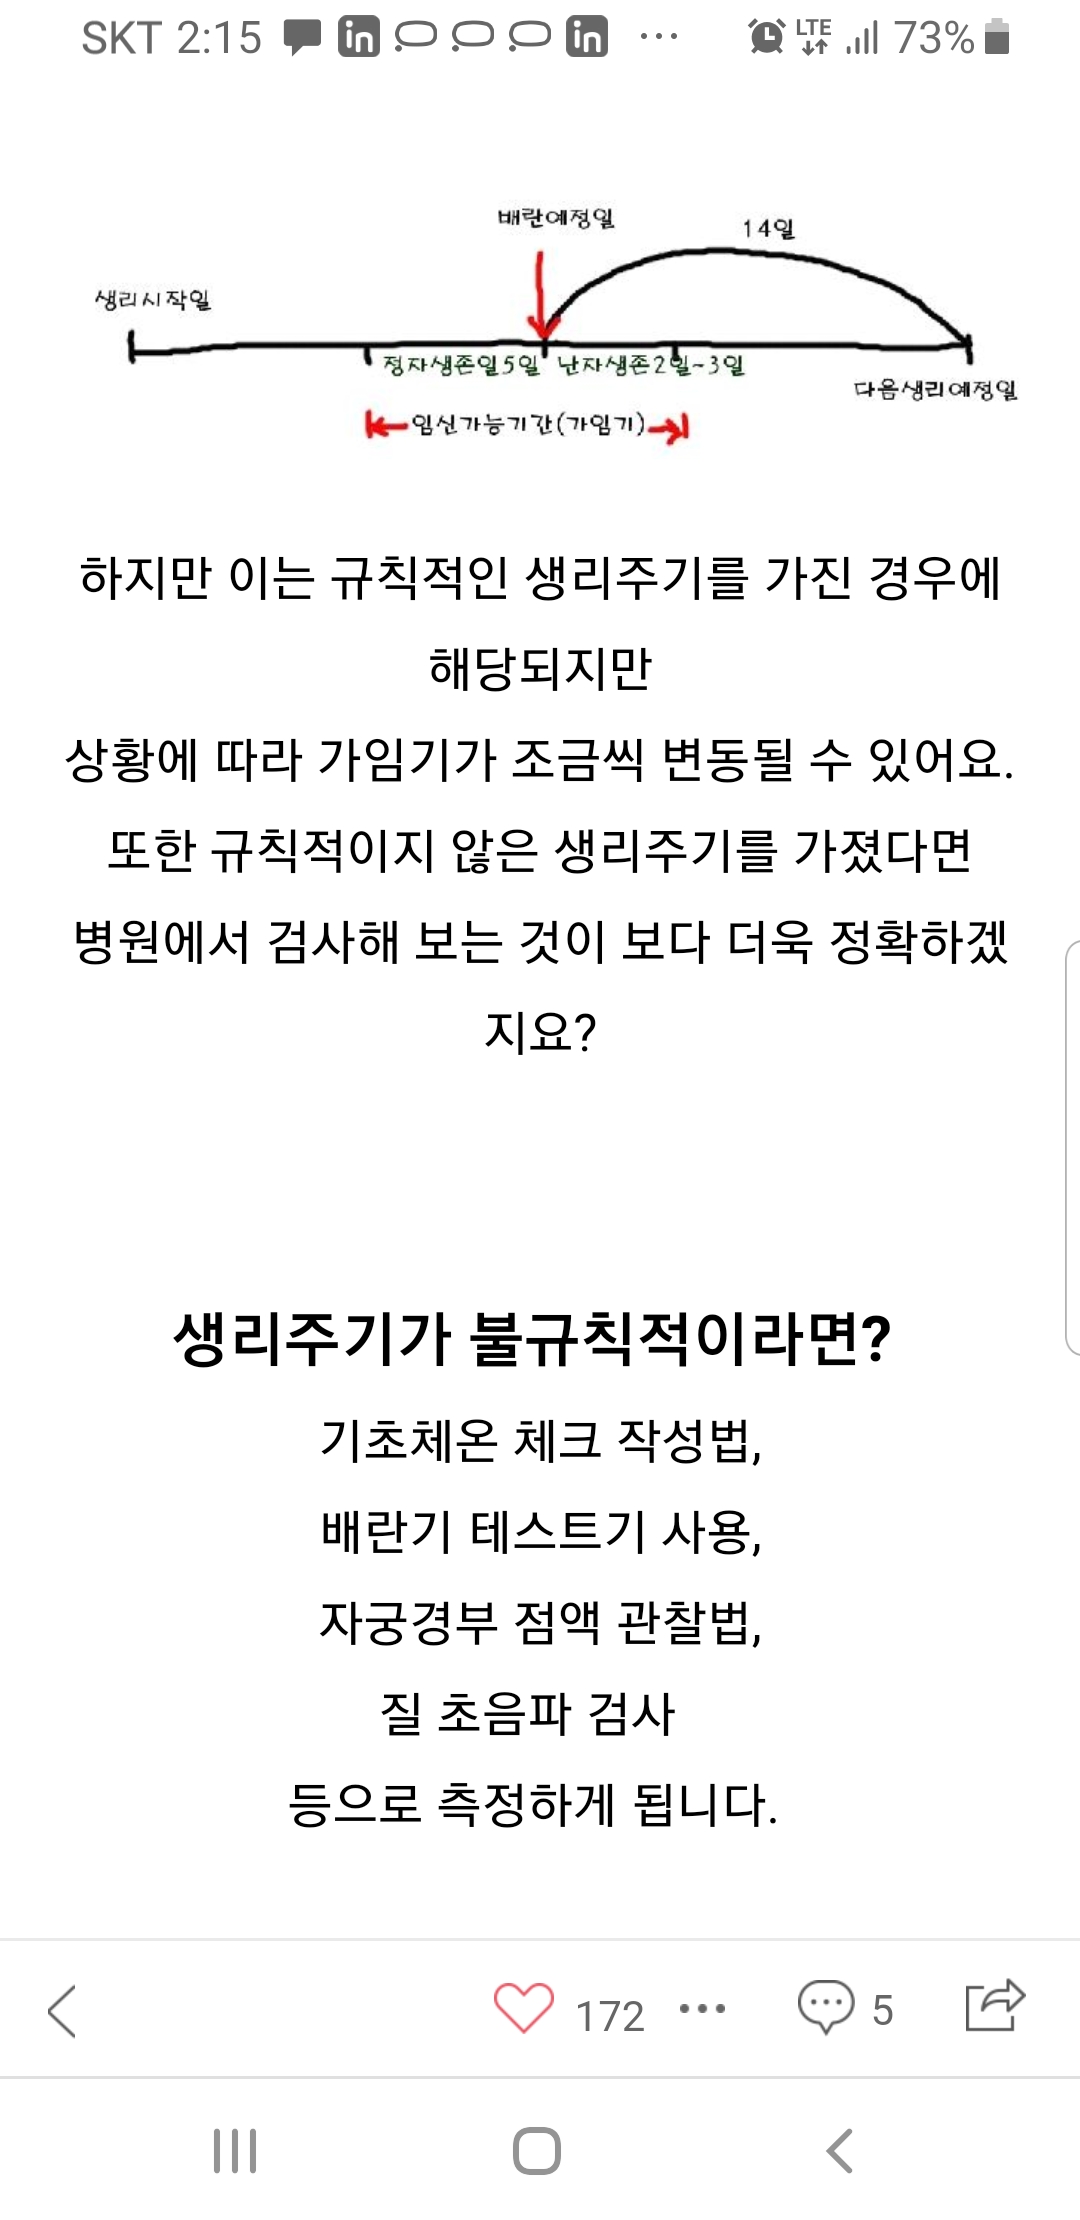 SKT 2:15 in in ... LTE 73%
배란예정일
14일
생리시작일
정자생존일5일 난자생존2일~3일
다음생리예정일
임신가능기간(가임기)
하지만 이는 규칙적인 생리주기를 가진 경우에
해당되지만
상황에 따라 가임기가 조금씩 변동될 수 있어요.
또한 규칙적이지 않은 생리주기를 가졌다면
병원에서 검사해 보는 것이 보다 더욱 정확하겠
지요?
생리주기가 불규칙적이라면?
기초체온 체크 작성법,
배란기 테스트기 사용,
자궁경부 점액 관찰법,
질 초음파 검사
등으로 측정하게 됩니다.
172 ... 5